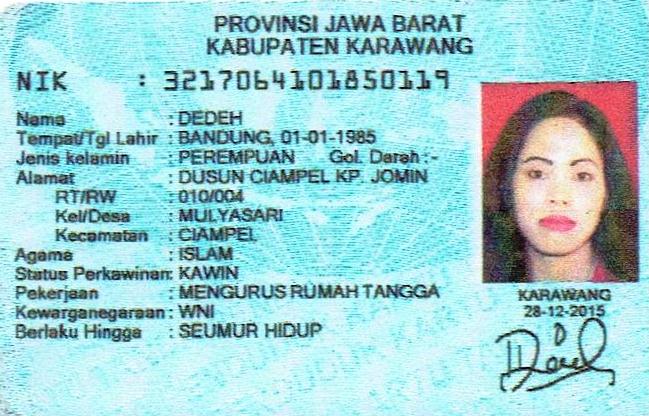 PROVINSI JAWA BARAT
KABUPATEN KARAWANG
NIK : 3217064101850119
Nama : DEDEH
Tempat/Tgl Lahir : BANDUNG, 01-01-1985
Jenis kelamin : PEREMPUAN Gol. Darah :-
Alamat : DUSUN CIAMPEL KP. JOMIN
RT/RW : 010/004
Kel/Desa : MULYASARI
Kecamatan : CIAMPEL
Agama : ISLAM
Status Perkawinan: KAWIN
Pekerjaan : MENGURUS RUMAH TANGGA
Kewarganegaraan : WNI
Berlaku Hingga : SEUMUR HIDUP
KARAWANG
28-12-2015